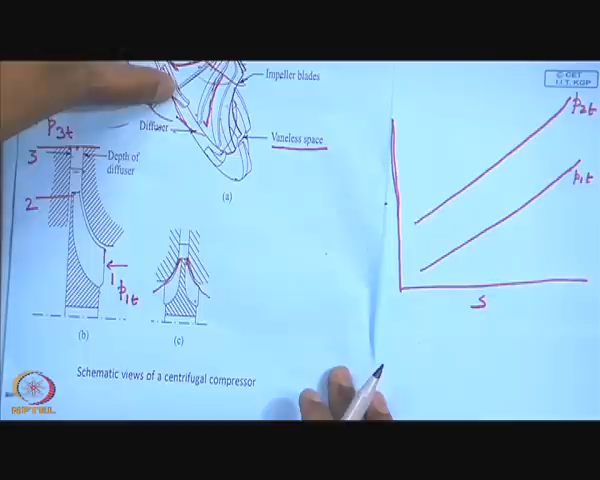 © CET
I.I.T. KGP
Impeller blades
p2t
p3t
Diffuser
Vaneless space
3
Depth of
diffuser
p1t
2
(a)
1
p1t
S
(b)
(c)
Schematic views of a centrifugal compressor
NPTEL